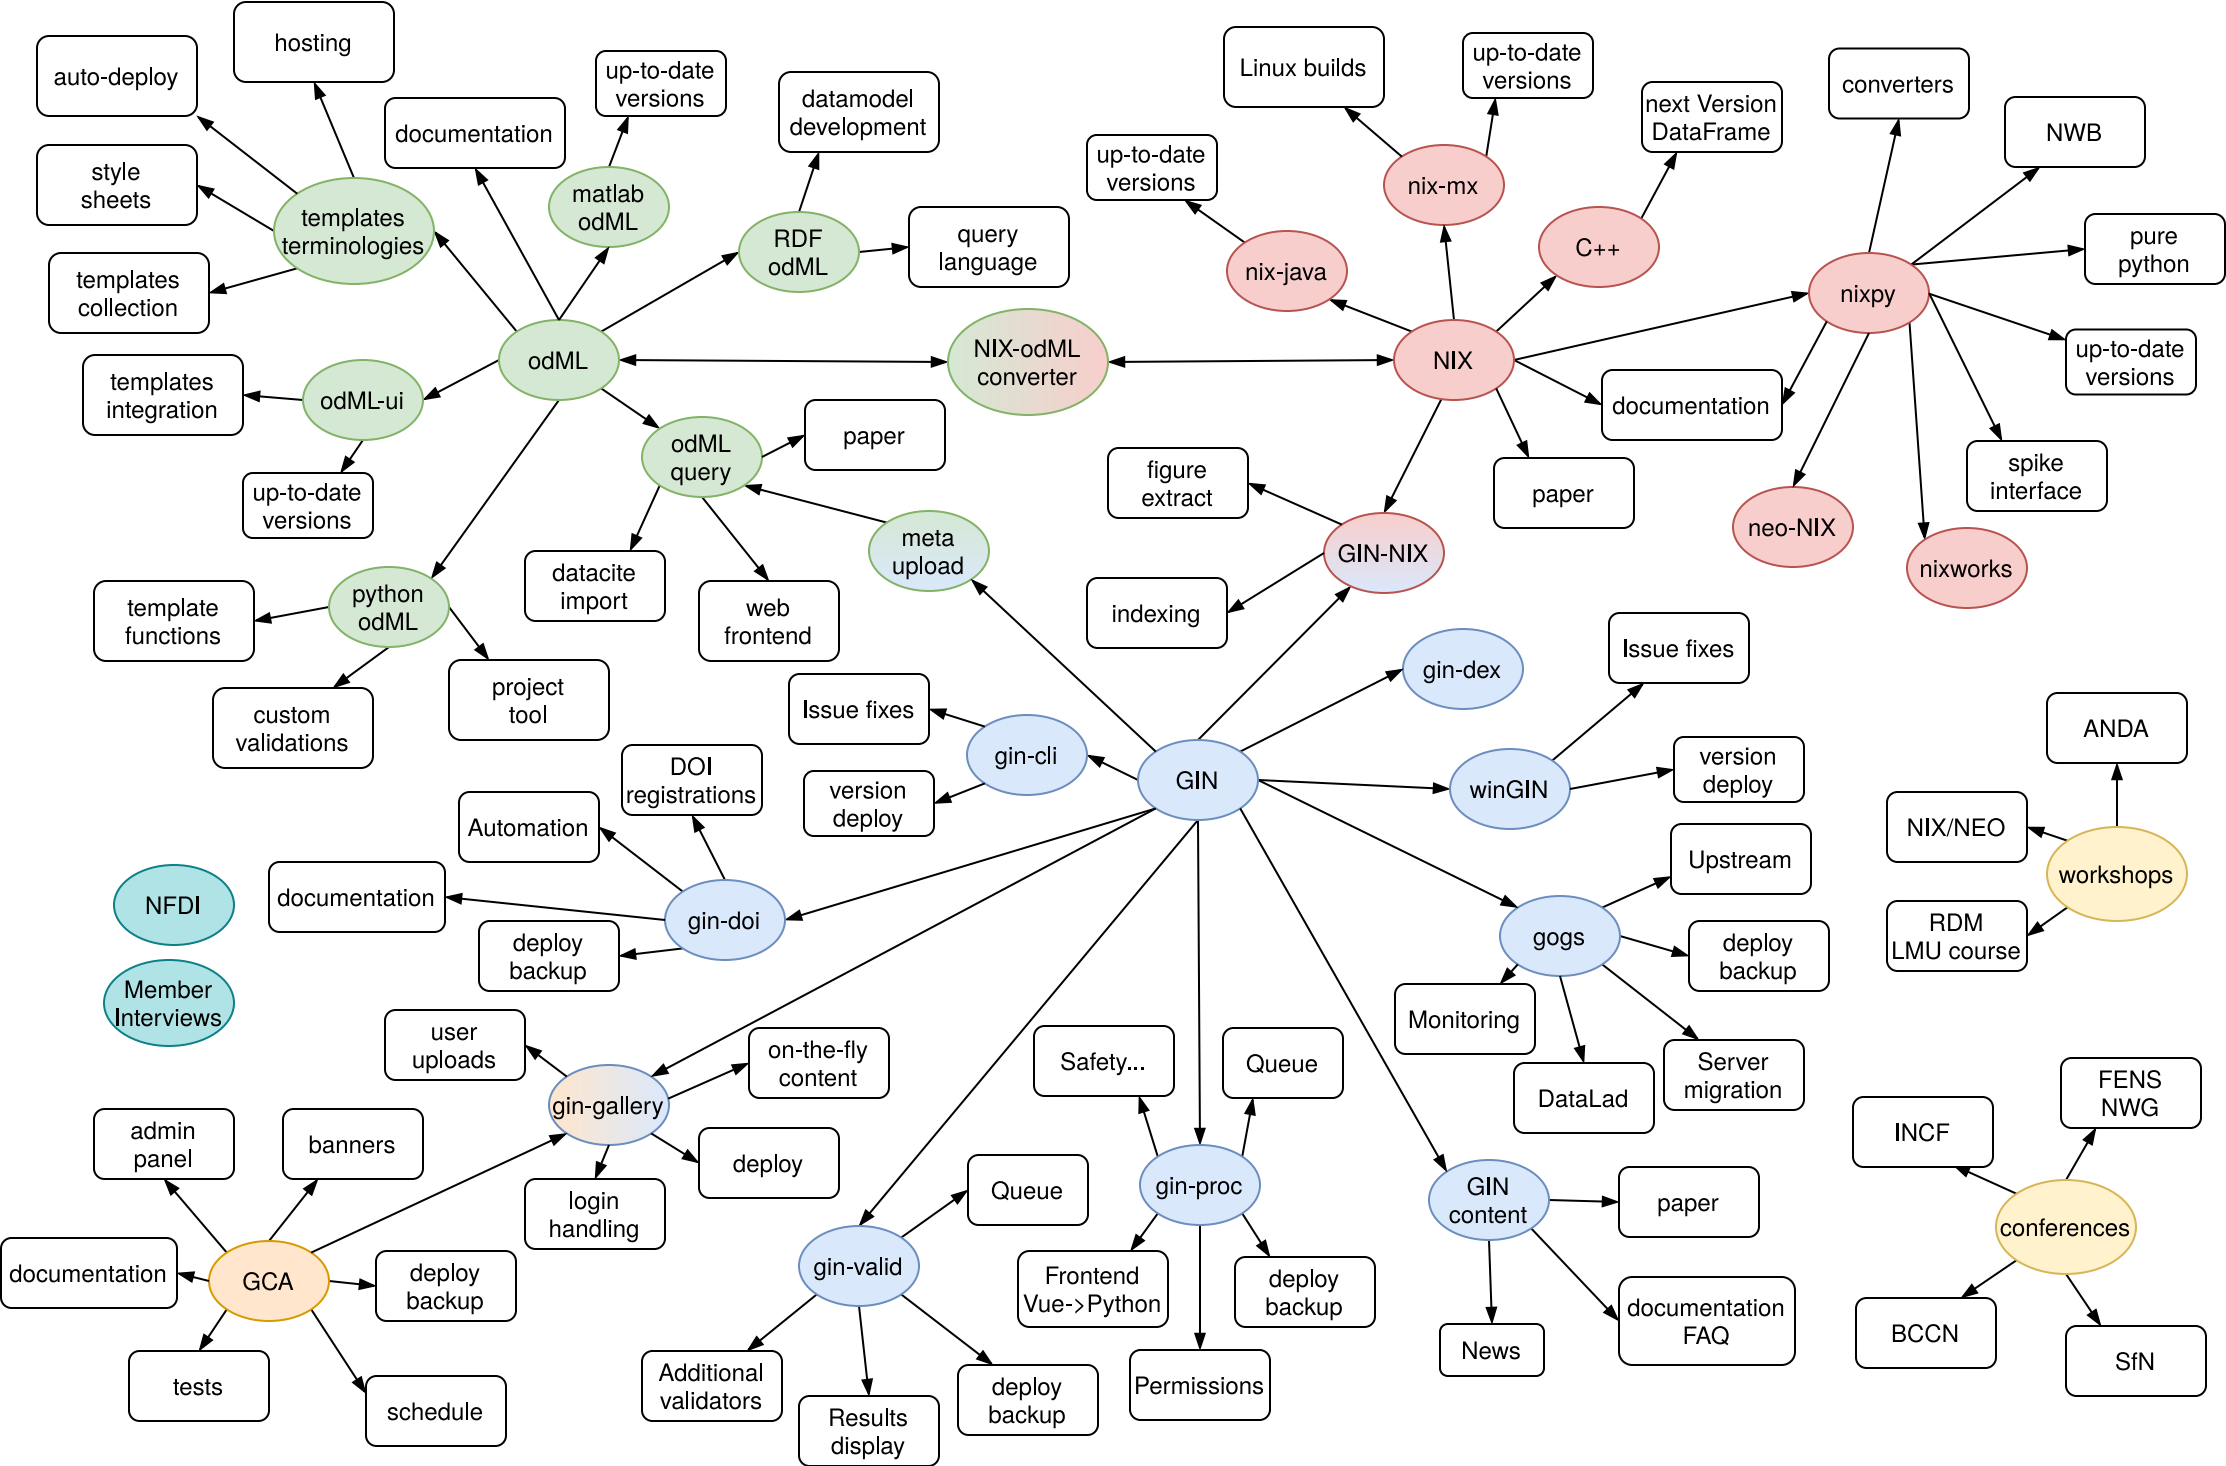 hosting
auto-deploy
up-to-date
versions
documentation
datamodel
development
style
sheets
templates
terminologies
matlab
odML
RDF
odML
query
language
templates
collection
odML
NIX-odML
converter
templates
integration
odML-ui
up-to-date
versions
odML
query
paper
meta
upload
datacite
import
web
frontend
python
odML
template
functions
custom
validations
project
tool
Linux builds
up-to-date
versions
next Version
DataFrame
converters
NWB
up-to-date
versions
nix-mx
nix-java
C++
nixpy
pure
python
NIX
documentation
up-to-date
versions
spike
interface
paper
figure
extract
GIN-NIX
indexing
neo-NIX
nixworks
gin-dex
Issue fixes
Issue fixes
gin-cli
version
deploy
GIN
winGIN
version
deploy
ANDA
NIX/NEO
workshops
RDM
LMU course
DOI
registrations
Automation
documentation
gin-doi
deploy
backup
Upstream
gogs
deploy
backup
Monitoring
DataLad
Server
migration
NFDI
Member
Interviews
user
uploads
on-the-fly
content
gin-gallery
deploy
login
handling
admin
panel
banners
documentation
GCA
deploy
backup
tests
schedule
Safety...
Queue
gin-proc
Frontend
Vue->Python
deploy
backup
Permissions
Queue
gin-valid
Additional
validators
Results
display
deploy
backup
GIN
content
paper
documentation
FAQ
News
FENS
NWG
INCF
conferences
BCCN
SfN